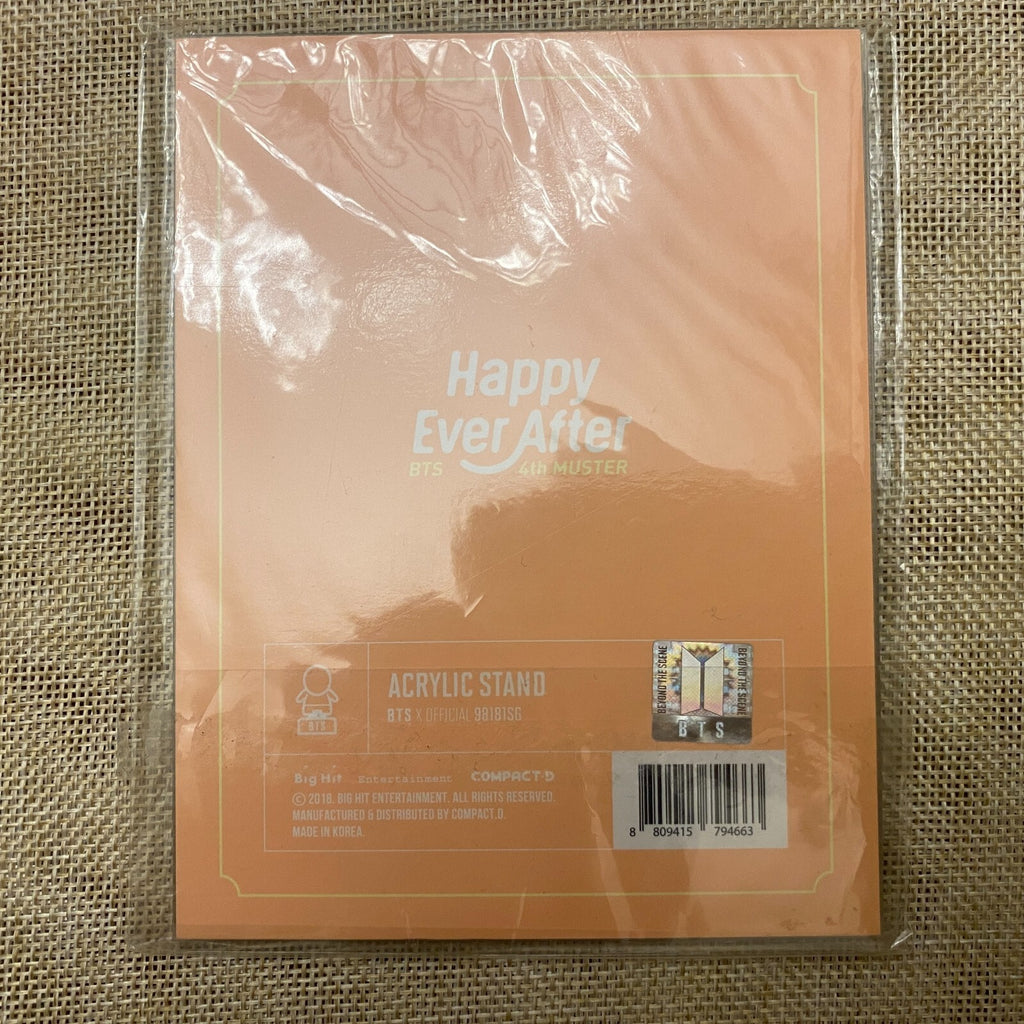 Happy
Ever After
BTS 4th MUSTER
BTS
ACRYLIC STAND
BTS X OFFICIAL 98181SG
BEYOND THE SCENE
BEYOND THE SCENE
BTS
Big Hit Entertainment COMPACT·D
© 2018. BIG HIT ENTERTAINMENT. ALL RIGHTS RESERVED.
MANUFACTURED & DISTRIBUTED BY COMPACT.D.
MADE IN KOREA.
8 809415 794663